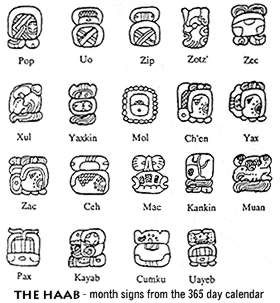 Pop Uo Zip Zotz' Zec
Xul Yaxkin Mol Ch'en Yax
Zac Ceh Mac Kankin Muan
Pax Kayab Cumku Uayeb
THE HAAB - month signs from the 365 day calendar